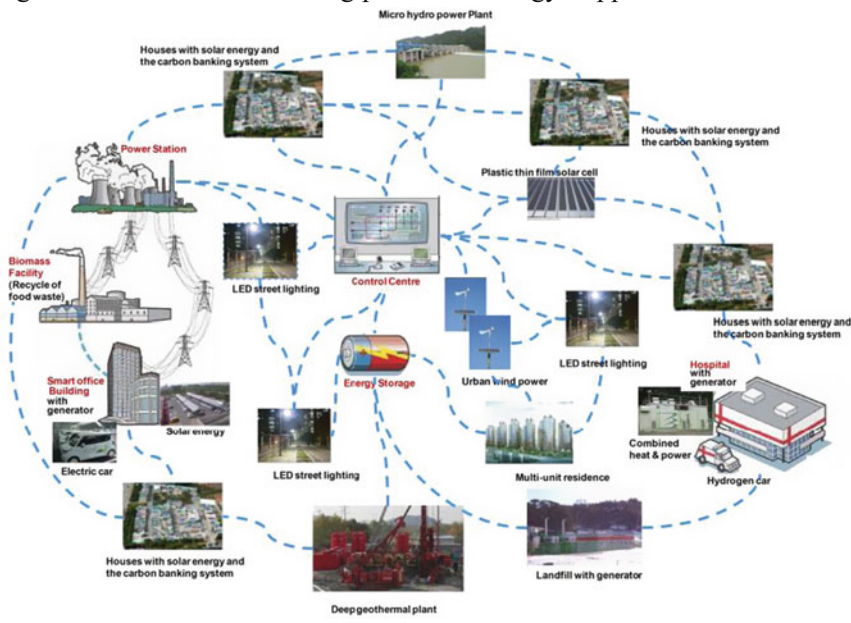 Micro hydro power Plant
Houses with solar energy and
the carbon banking system
Power Station
Houses with solar energy and
the carbon banking system
Plastic thin film solar cell
Biomass
Facility
(Recycle of
food waste)
LED street lighting
Control Centre
Houses with solar energy and
the carbon banking system
Smart office
Building
with
generator
Solar energy
Energy Storage
Urban wind power
LED street lighting
Hospital
with
generator
Electric car
LED street lighting
Multi-unit residence
Combined
heat & power
Hydrogen car
Houses with solar energy and
the carbon banking system
Deep geothermal plant
Landfill with generator